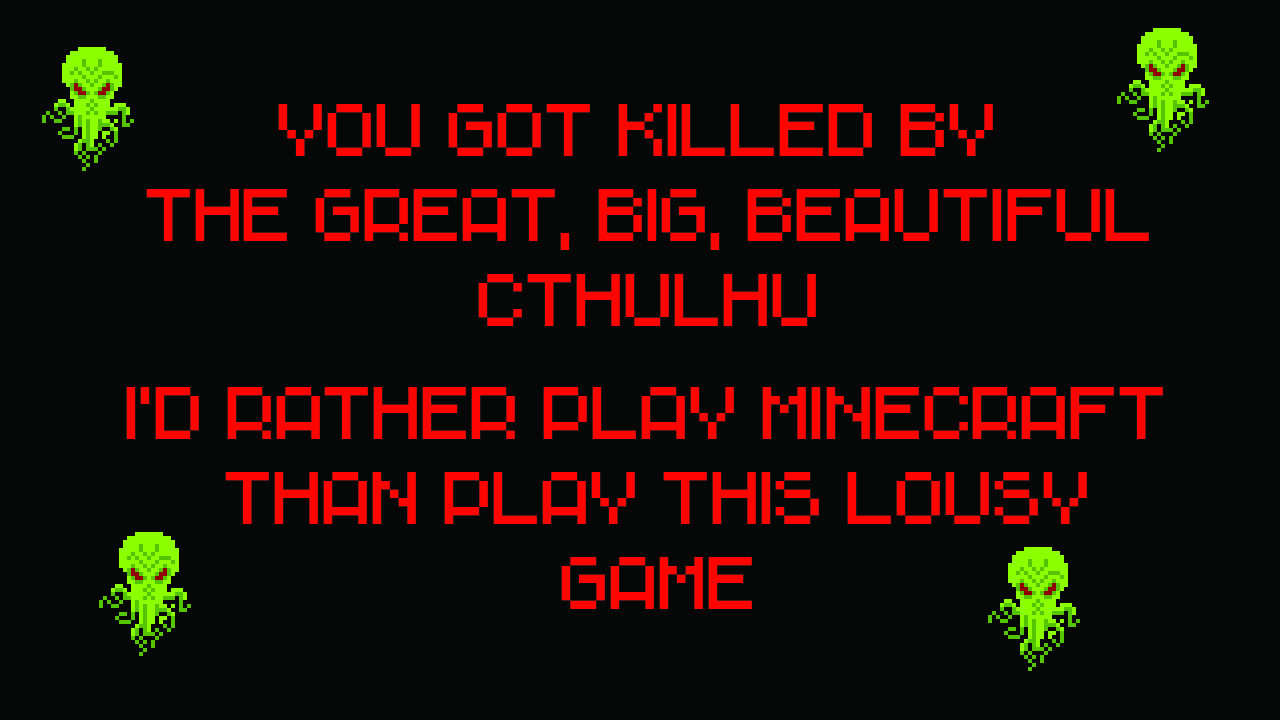 YOU GOT KILLED BY
THE GREAT, BIG, BEAUTIFUL
CTHULHU
I'D RATHER PLAY MINECRAFT
THAN PLAY THIS LOUSY
GAME